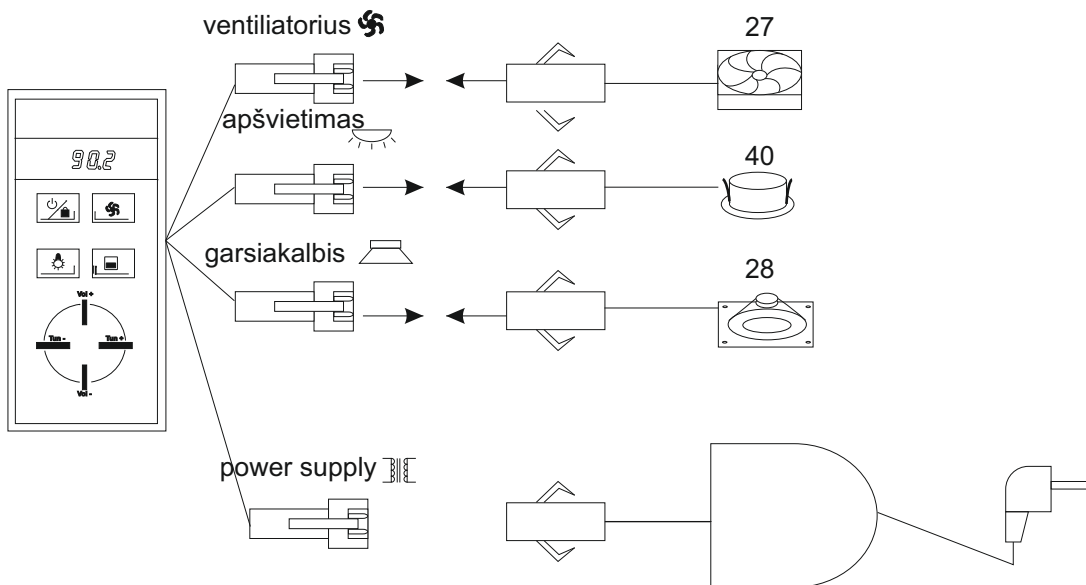 ventiliatorius
27
apšvietimas
90.2
40
garsiakalbis
28
Vol +
Tun -
Tun +
Vol -
power supply